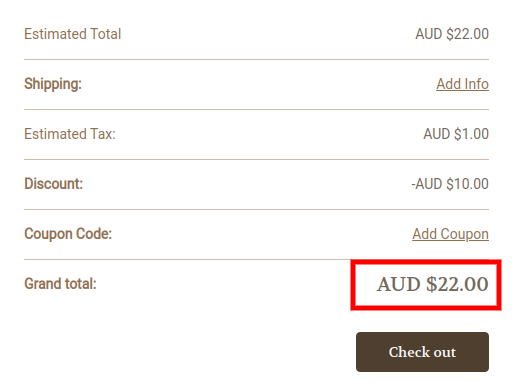 Estimated Total AUD $22.00
Shipping: Add Info
Estimated Tax: AUD $1.00
Discount: -AUD $10.00
Coupon Code: Add Coupon
Grand total: AUD $22.00
Check out